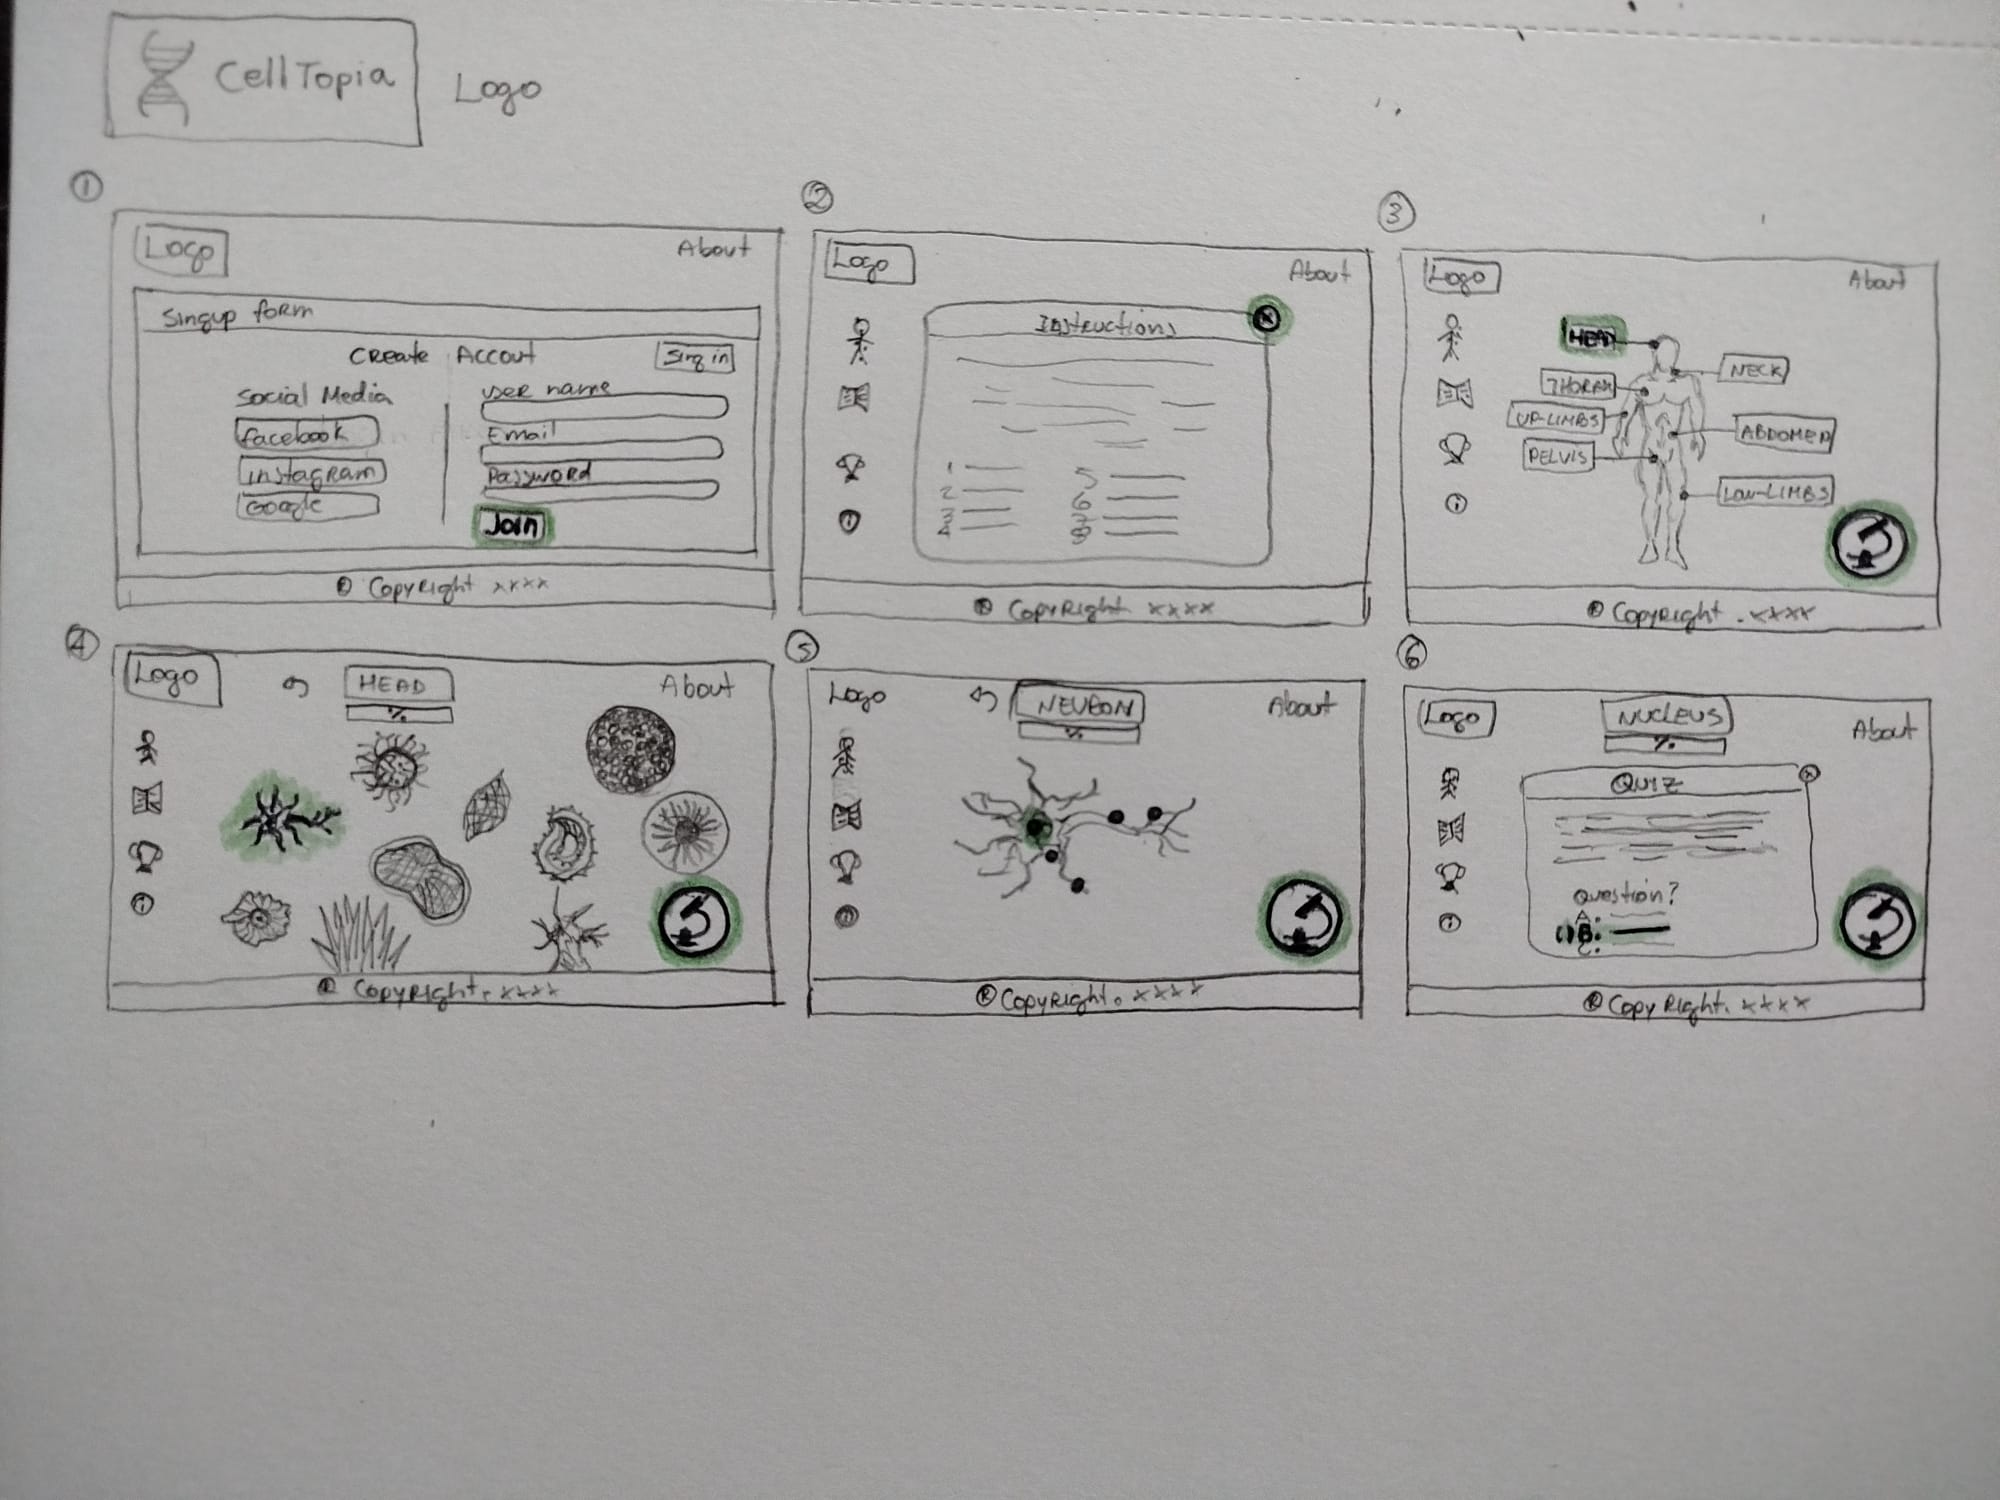 CellTopia
Logo
1
Logo
About
Singup form
Create Accout
Sing in
Social Media
facebook
instagram
Google
user name
Email
Password
Join
® CopyRight xxxx
2
Logo
About
Instructions
x
1
2
3
4
5
6
7
8
® CopyRight. xxxx
3
Logo
About
HEAD
NECK
THORAX
UP-LIMBS
ABDOMEN
PELVIS
LOW-LIMBS
i
® CopyRight. xxxx
4
Logo
HEAD
About
%
i
® CopyRight. xxxx
5
Logo
NEURON
About
%
® CopyRight. xxxx
6
Logo
NUCLEUS
About
%
QUIZ
x
Question?
A:
B:
C:
i
® CopyRight. xxxx